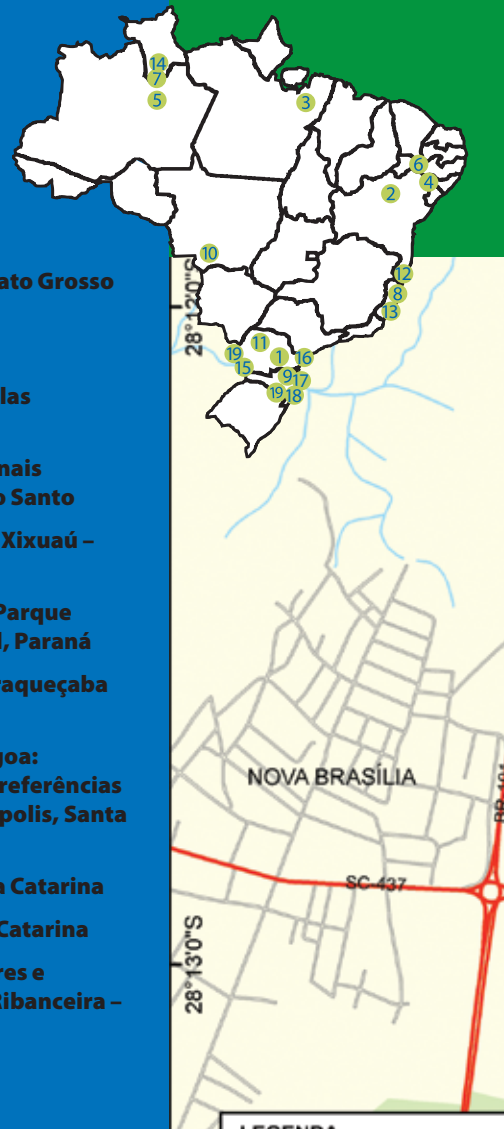 14
7
5
3
6
4
2
10
12
8
13
11
1
16
19
15
9
17
19
18
ato Grosso
las
nais
o Santo
Xixuaú –
Parque
l, Paraná
raqueçaba
goa:
referências
polis, Santa
a Catarina
Catarina
res e
Ribanceira –
28°12'0"S
NOVA BRASÍLIA
SC-437
28°13'0"S